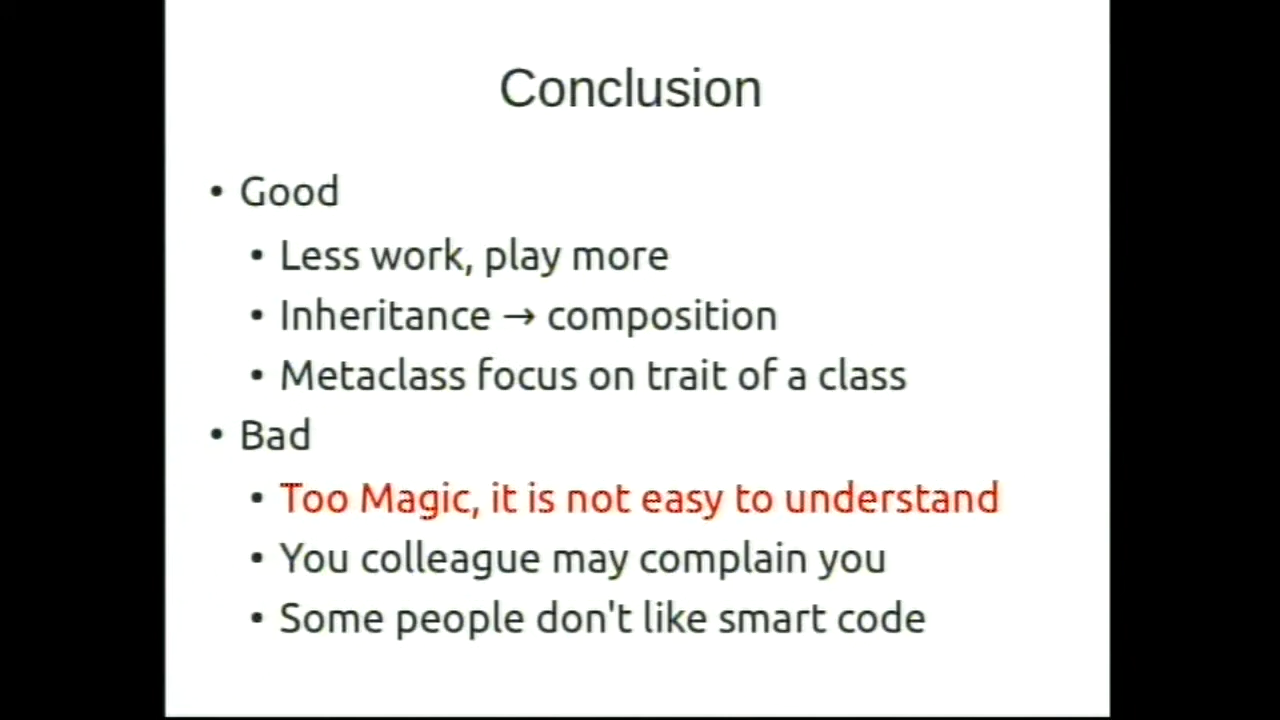 Conclusion
• Good
• Less work, play more
• Inheritance → composition
• Metaclass focus on trait of a class
• Bad
• Too Magic, it is not easy to understand
• You colleague may complain you
• Some people don't like smart code